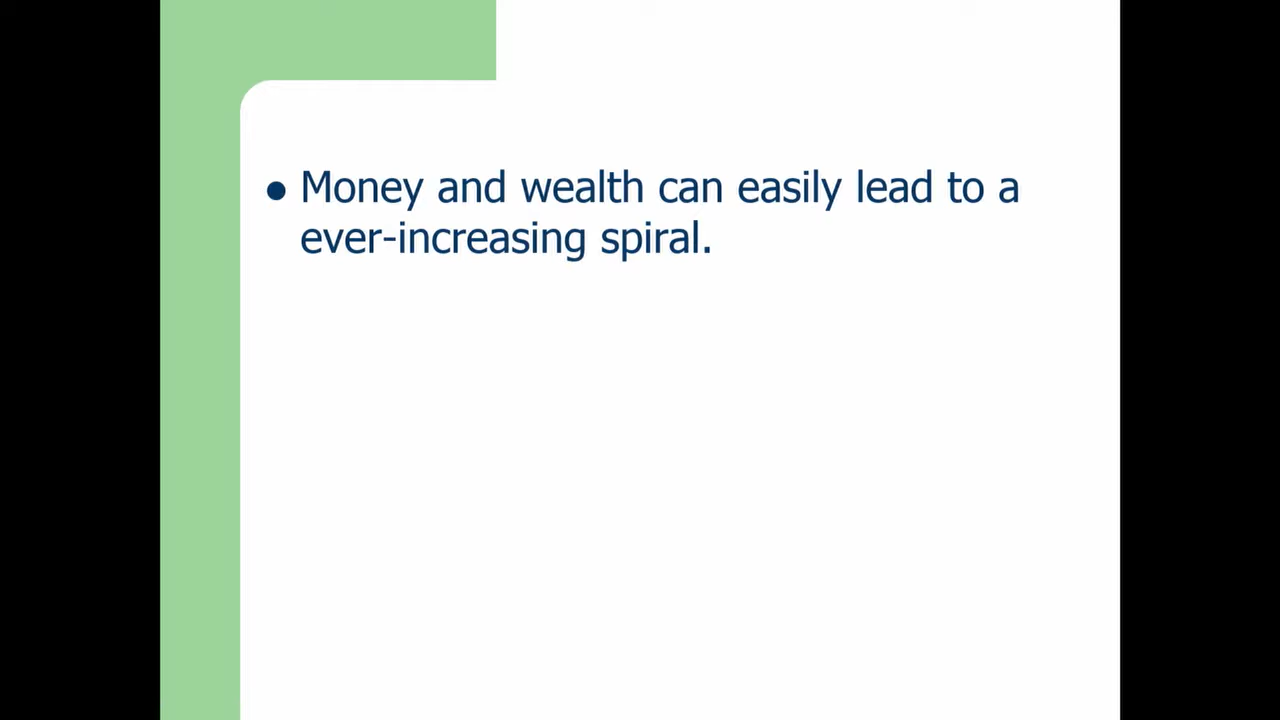 ● Money and wealth can easily lead to a
ever-increasing spiral.